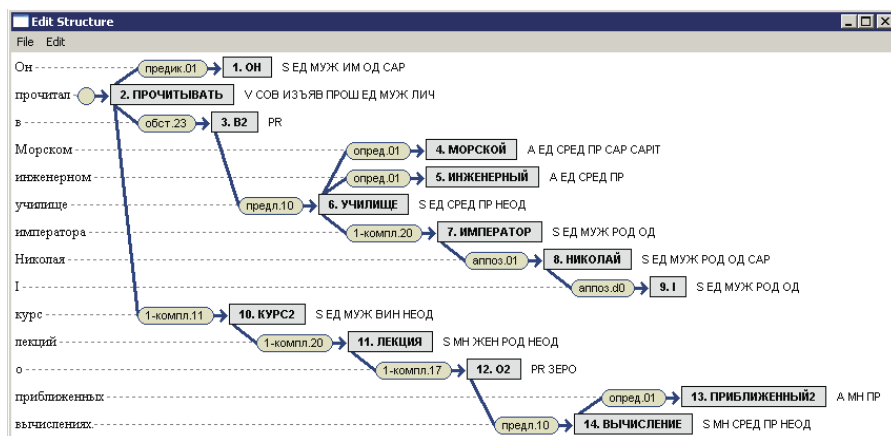 Edit Structure
File Edit
Он предик.01 1. ОН S ЕД МУЖ ИМ ОД САР
прочитал 2. ПРОЧИТЫВАТЬ V СОВ ИЗЪЯВ ПРОШ ЕД МУЖ ЛИЧ
в обст.23 3. В2 PR
Морском опред.01 4. МОРСКОЙ А ЕД СРЕД ПР САР CAPIT
инженерном опред.01 5. ИНЖЕНЕРНЫЙ А ЕД СРЕД ПР
училище предл.10 6. УЧИЛИЩЕ S ЕД СРЕД ПР НЕОД
императора 1-компл.20 7. ИМПЕРАТОР S ЕД МУЖ РОД ОД
Николая аппоз.01 8. НИКОЛАЙ S ЕД МУЖ РОД ОД САР
I аппоз.d0 9. I S ЕД МУЖ РОД ОД
курс 1-компл.11 10. КУРС2 S ЕД МУЖ ВИН НЕОД
лекций 1-компл.20 11. ЛЕКЦИЯ S МН ЖЕН РОД НЕОД
о 1-компл.17 12. О2 PR ЗЕРО
приближенных опред.01 13. ПРИБЛИЖЕННЫЙ2 А МН ПР
вычислениях. предл.10 14. ВЫЧИСЛЕНИЕ S МН СРЕД ПР НЕОД